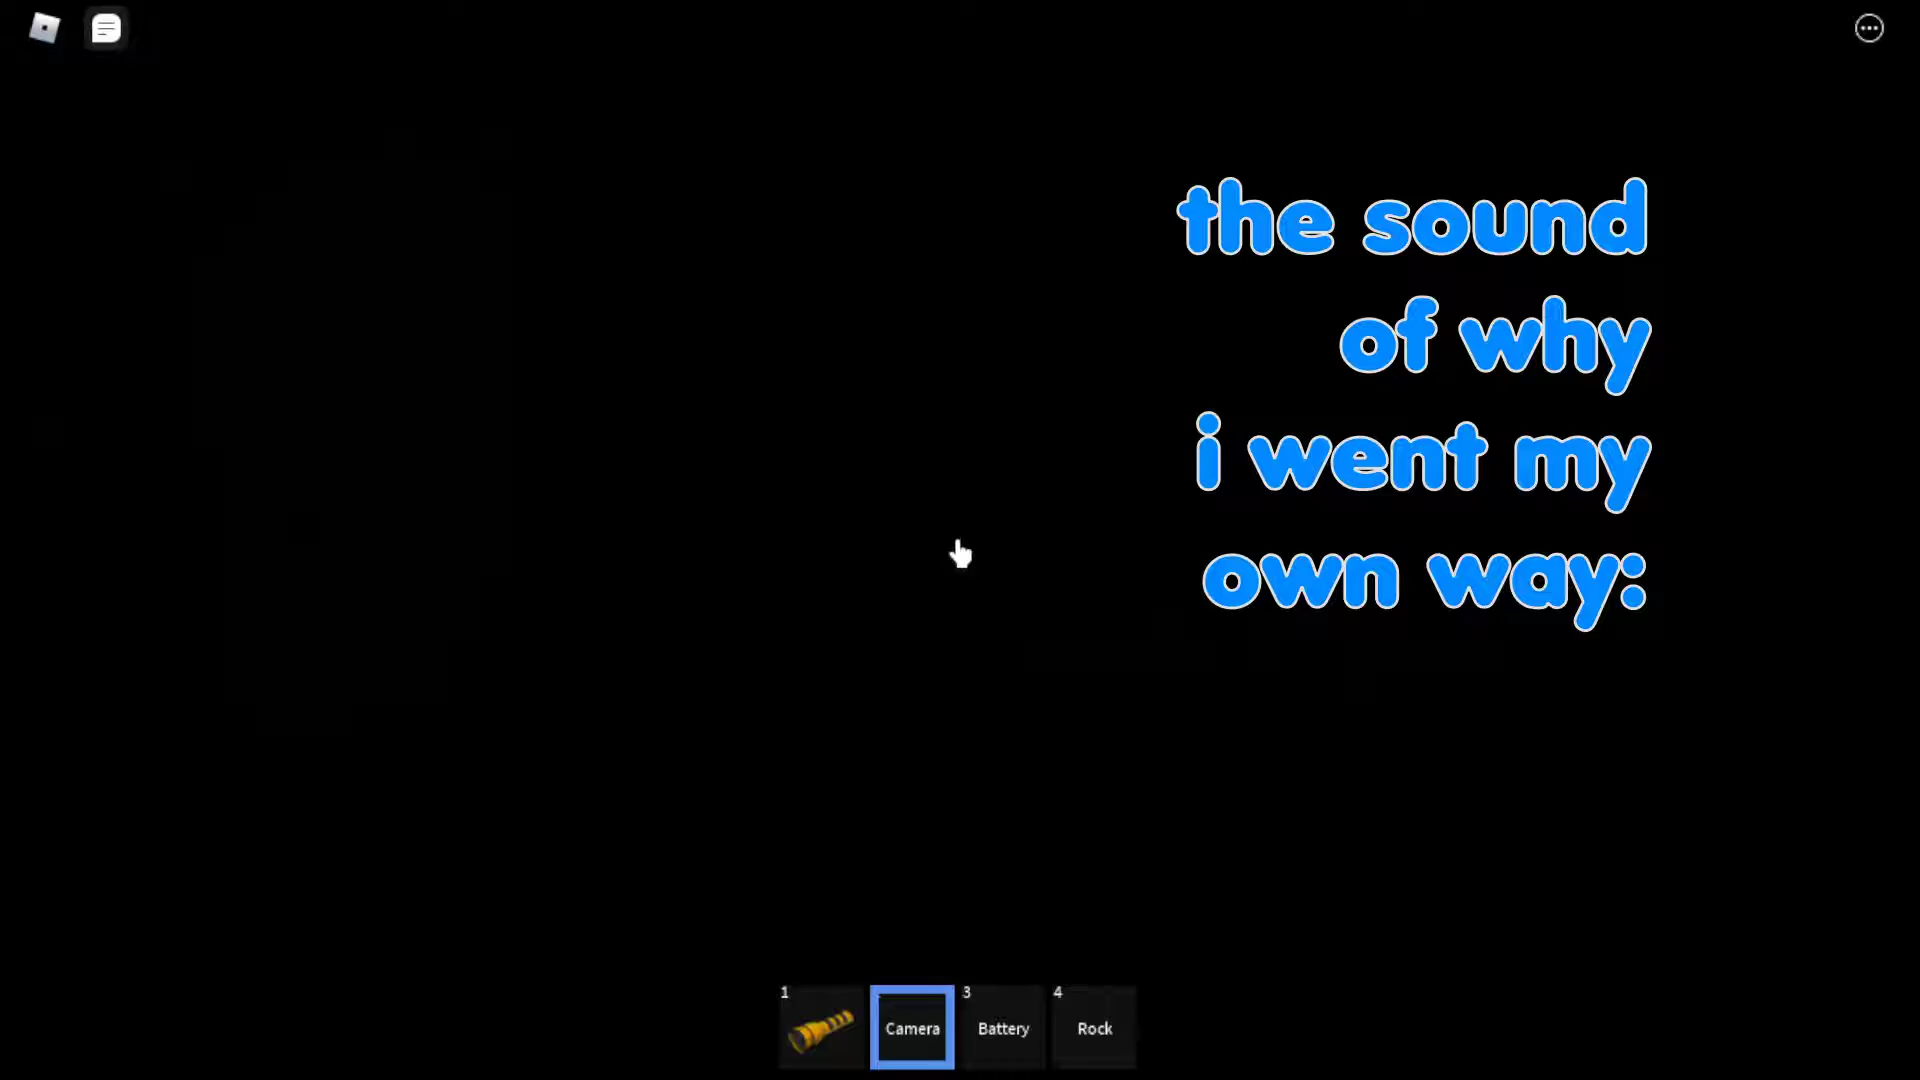 the sound
of why
i went my
own way:
1
Camera
3
Battery
4
Rock